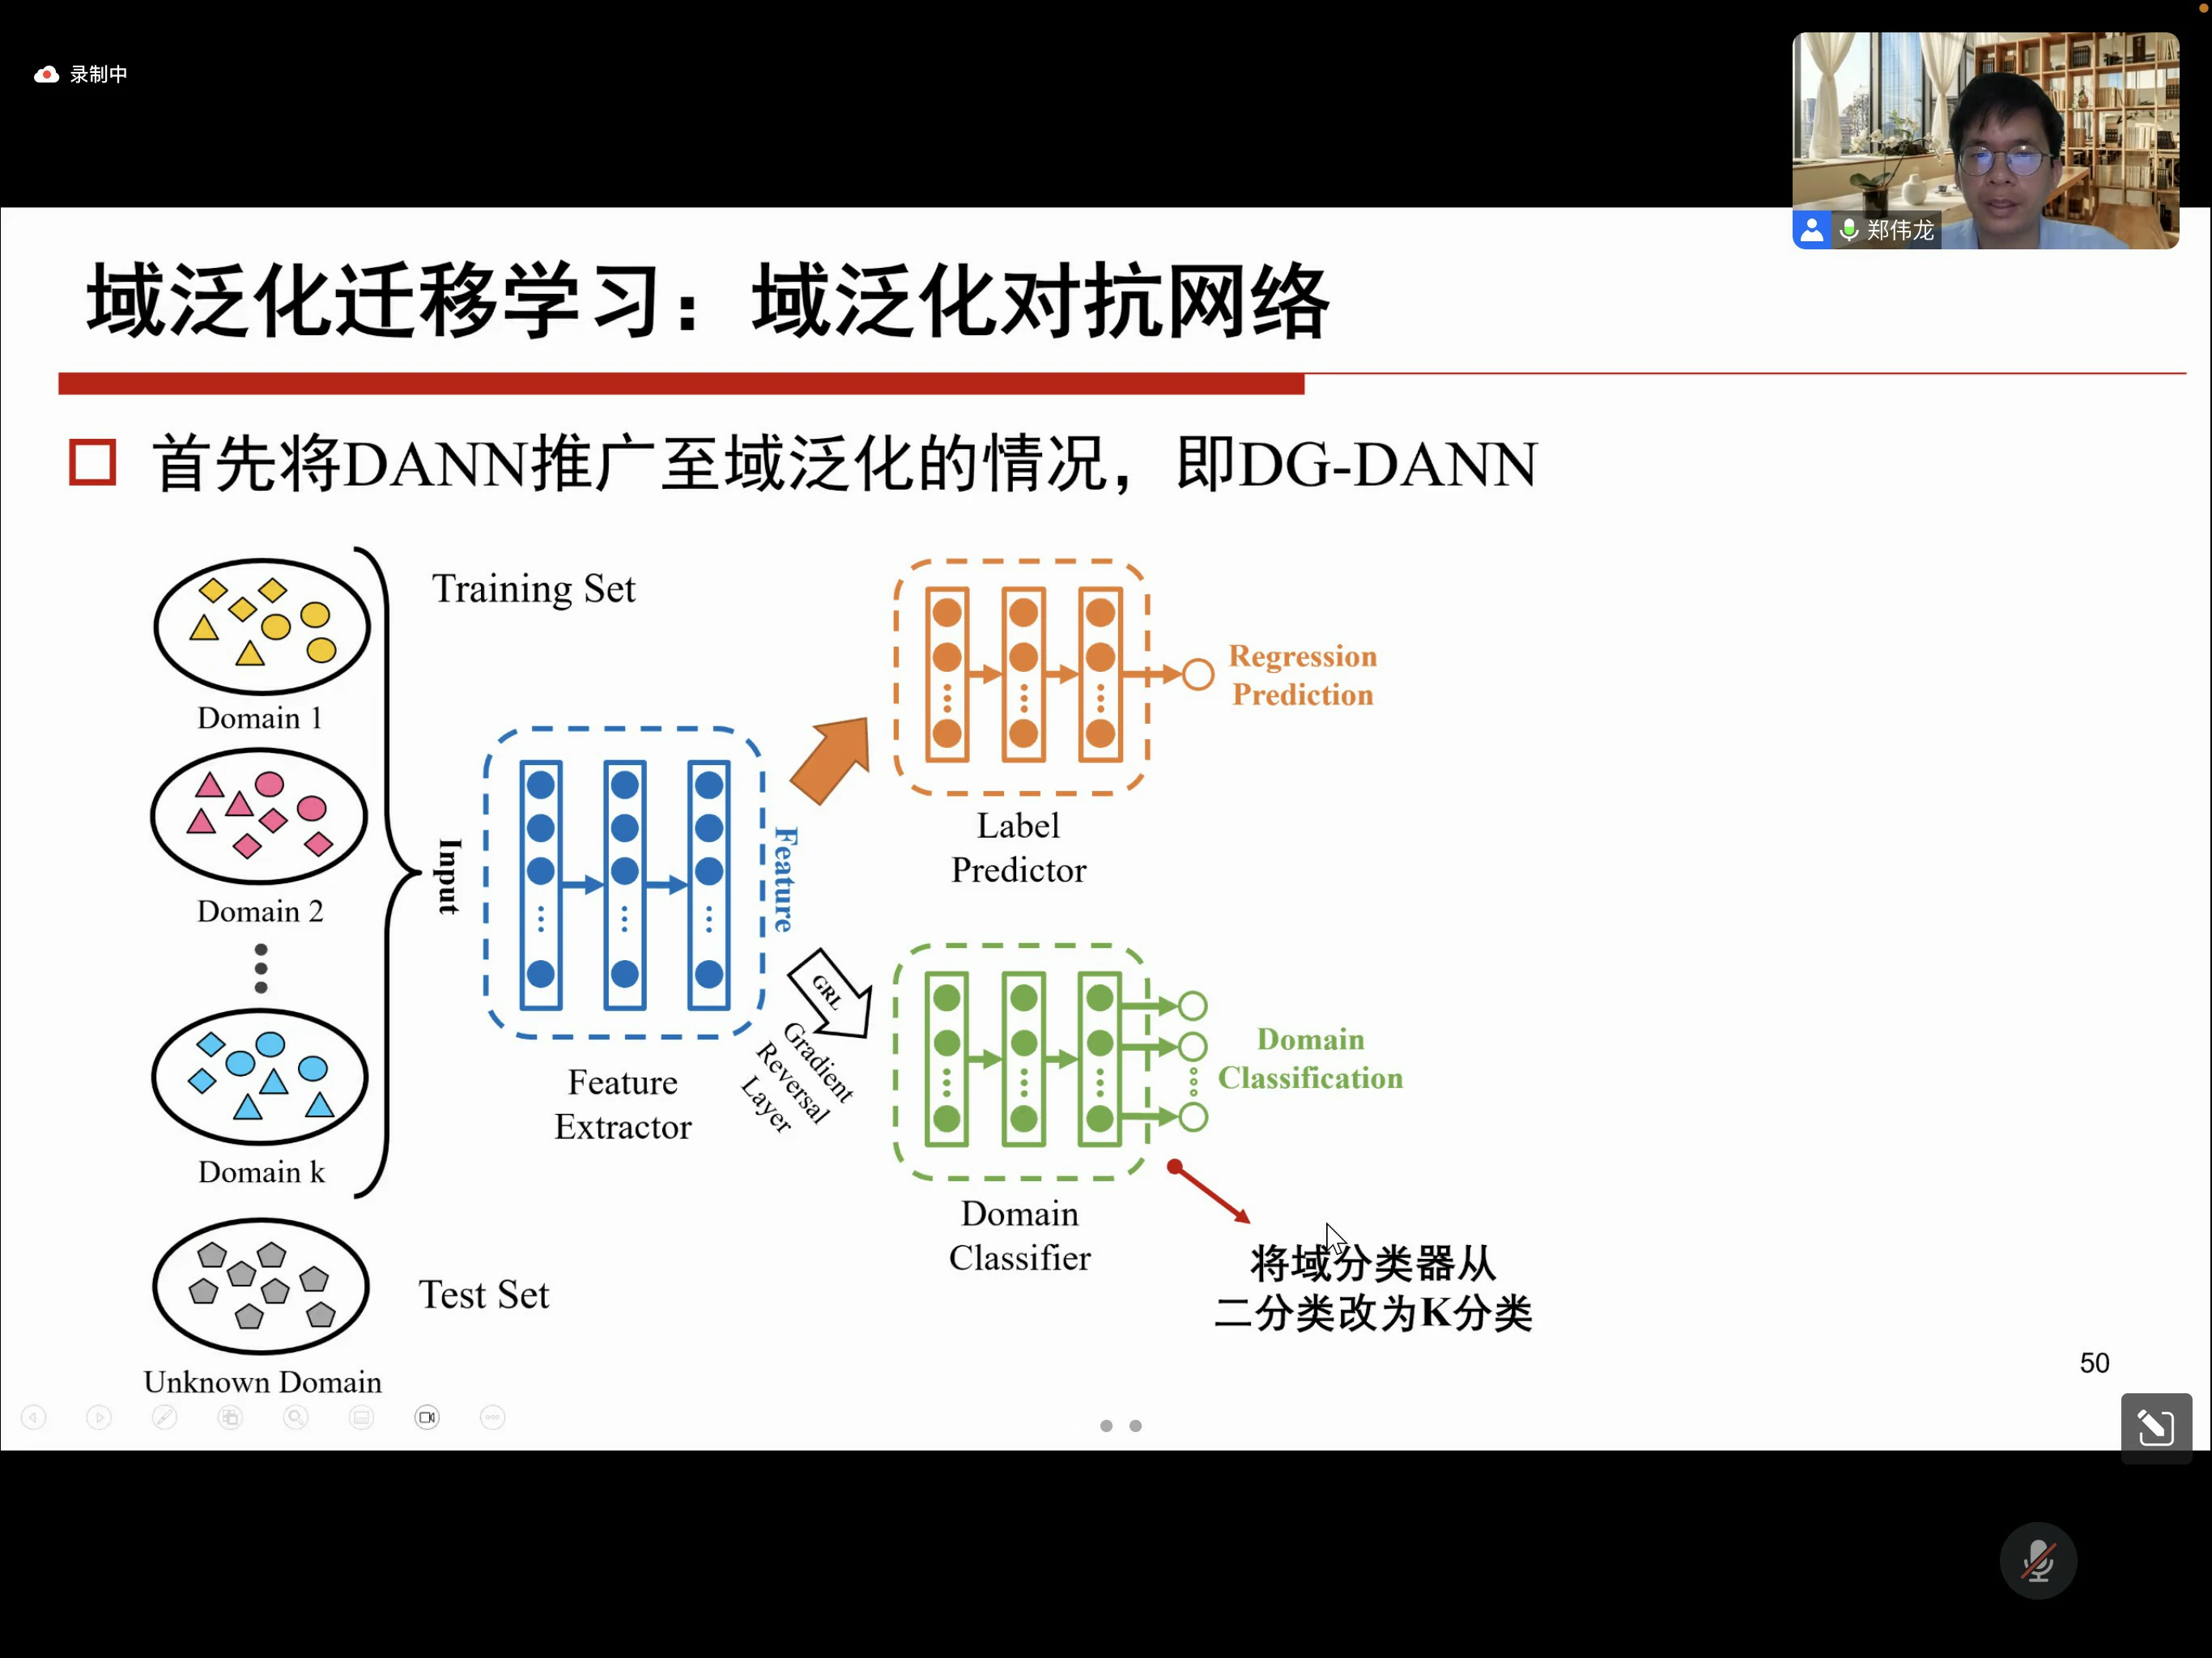 录制中
郑伟龙
域泛化迁移学习：域泛化对抗网络
首先将DANN推广至域泛化的情况，即DG-DANN
Training Set
Domain 1
Domain 2
Domain k
Input
Feature
Extractor
Feature
GRL
Gradient
Reversal
Layer
Regression
Prediction
Label
Predictor
Domain
Classification
Domain
Classifier
将域分类器从
二分类改为K分类
Test Set
Unknown Domain
50